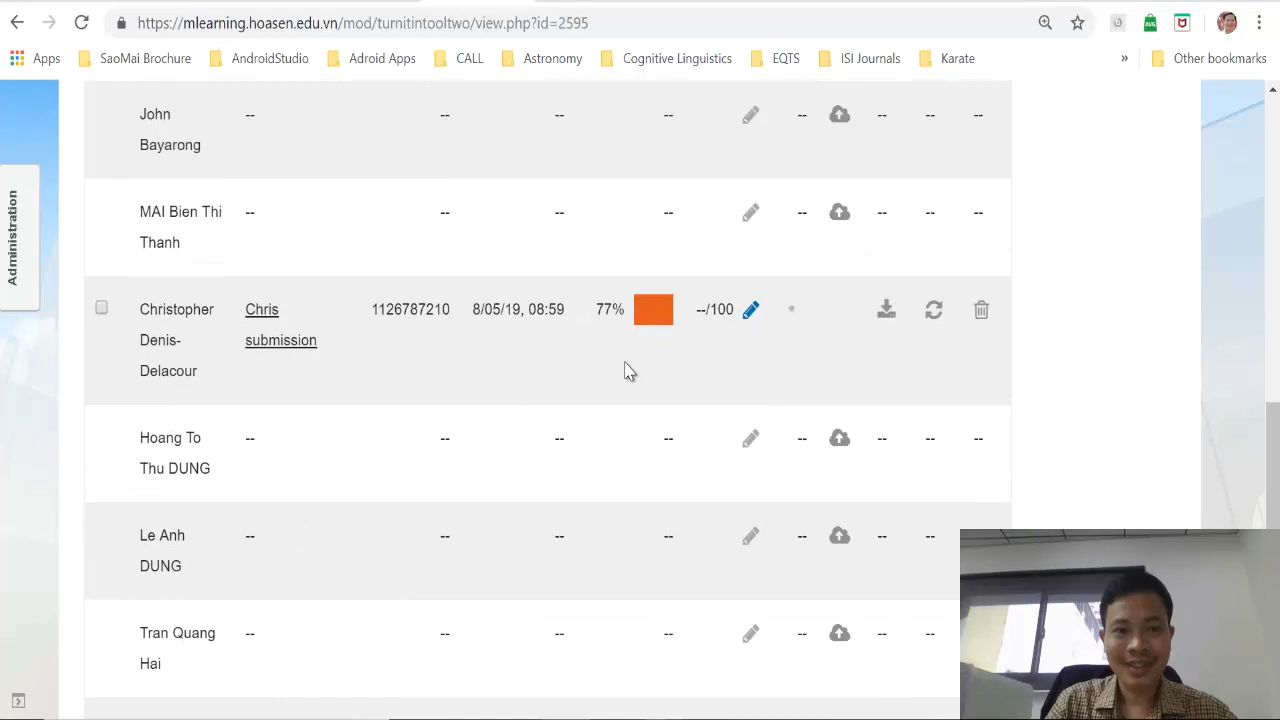 https://mlearning.hoasen.edu.vn/mod/turnitintooltwo/view.php?id=2595
Apps SaoMai Brochure AndroidStudio Adroid Apps CALL Astronomy Cognitive Linguistics EQTS ISI Journals Karate » Other bookmarks
Administration
John -- -- -- -- -- -- -- --
Bayarong
MAI Bien Thi -- -- -- -- -- -- -- --
Thanh
Christopher Chris 1126787210 8/05/19, 08:59 77% --/100
Denis- submission
Delacour
Hoang To -- -- -- -- -- -- -- --
Thu DUNG
Le Anh -- -- -- -- -- -- --
DUNG
Tran Quang -- -- -- -- -- -- --
Hai